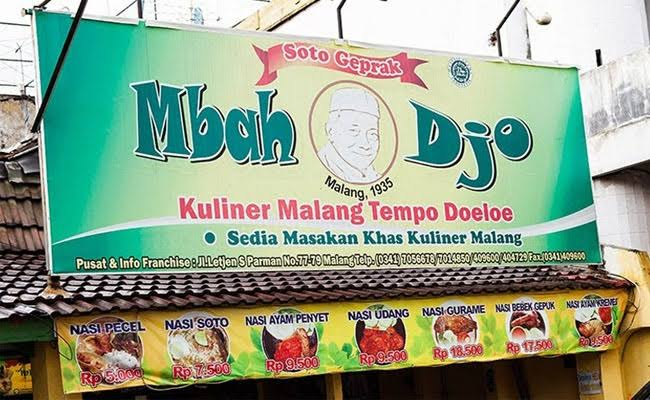 Soto Geprak
Mbah Djo
Malang, 1935
Kuliner Malang Tempo Doeloe
• Sedia Masakan Khas Kuliner Malang
Pusat & Info Franchise : Jl.Letjen S Parman No.77-79 Malang Telp. (0341) 7056678, 7014850, 409600, 404729 Fax.(0341)409600
NASI PECEL
Rp 5.000
NASI SOTO
Rp 7.500
NASI AYAM PENYET
Rp 9.500
NASI UDANG
Rp 9.500
NASI GURAME
Rp 18.500
NASI BEBEK GEPUK
Rp 17.500
NASI AYAM KREMES
9.500